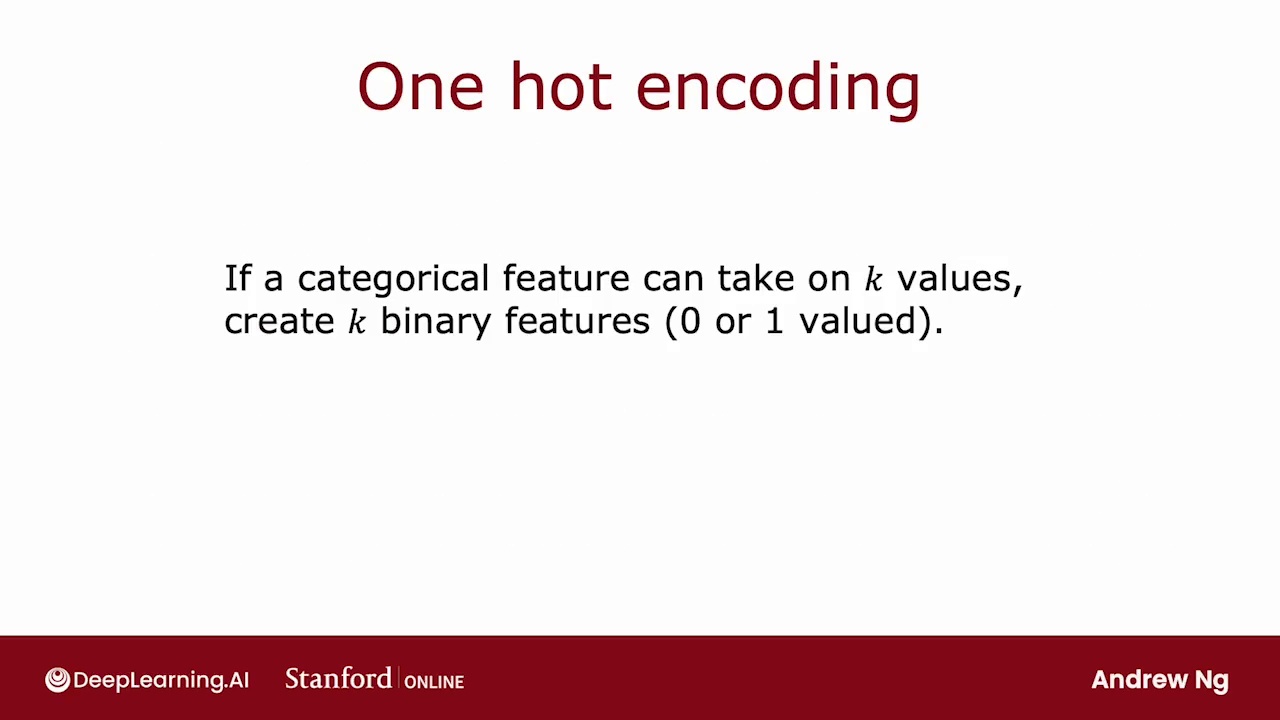 One hot encoding
If a categorical feature can take on k values,
create k binary features (0 or 1 valued).
DeepLearning.AI
Stanford ONLINE
Andrew Ng